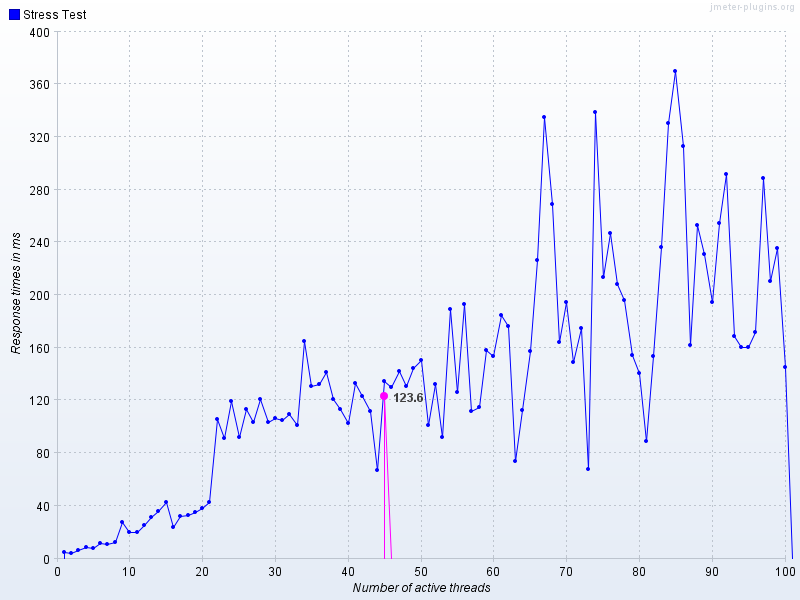 jmeter-plugins.org
Stress Test
400
360
320
280
240
200
160
120
80
40
0
Response times in ms
123.6
0 10 20 30 40 50 60 70 80 90 100
Number of active threads